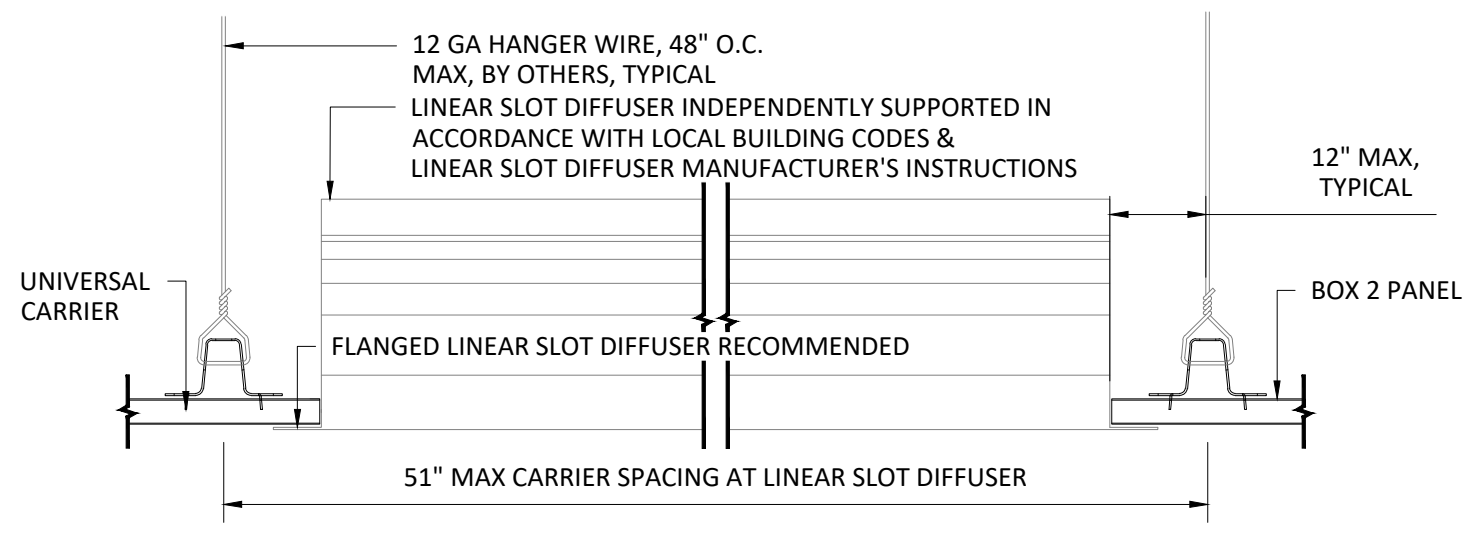 12 GA HANGER WIRE, 48" O.C.
MAX, BY OTHERS, TYPICAL
LINEAR SLOT DIFFUSER INDEPENDENTLY SUPPORTED IN
ACCORDANCE WITH LOCAL BUILDING CODES &
LINEAR SLOT DIFFUSER MANUFACTURER'S INSTRUCTIONS
12" MAX,
TYPICAL
UNIVERSAL
CARRIER
BOX 2 PANEL
FLANGED LINEAR SLOT DIFFUSER RECOMMENDED
51" MAX CARRIER SPACING AT LINEAR SLOT DIFFUSER